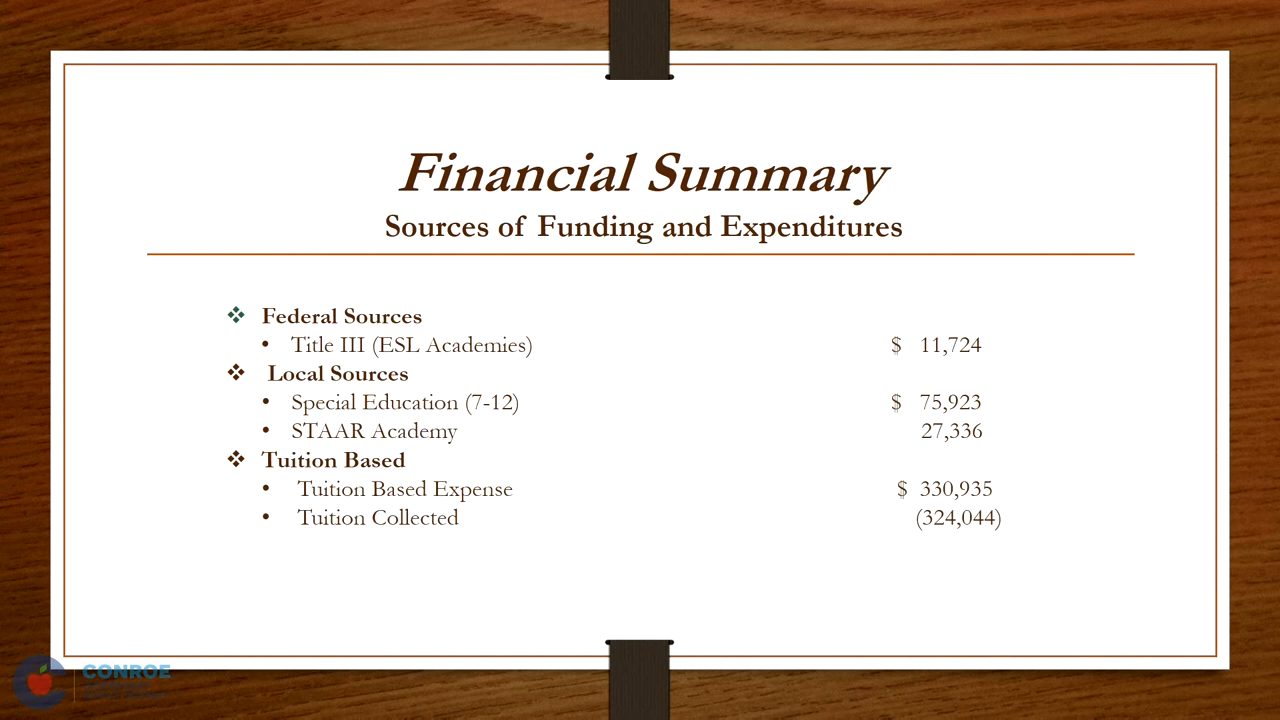 Financial Summary
Sources of Funding and Expenditures
❖ Federal Sources
• Title III (ESL Academies) $ 11,724
❖ Local Sources
• Special Education (7-12) $ 75,923
• STAAR Academy 27,336
❖ Tuition Based
• Tuition Based Expense $ 330,935
• Tuition Collected (324,044)
CONROE